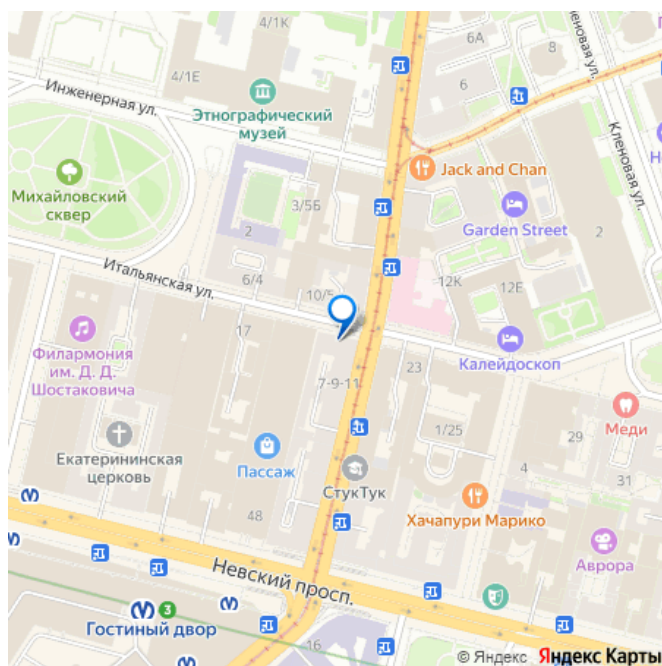 4/1К
6А
8
4/1Е
6
Кленовая ул.
Инженерная ул.
Этнографический
музей
Jack and Chan
Михайловский
сквер
3/5Б
2
Garden Street
2
Итальянская ул.
6/4
10/5
12К
12Е
17
Филармония
им. Д. Д.
Шостаковича
Калейдоскоп
7-9-11
23
Меди
1/25
29
Екатерининская
церковь
Пассаж
4
СтукТук
48
Хачапури Марико
31
Аврора
Невский просп.
3
Гостиный двор
16
© Яндекс Яндекс Карты